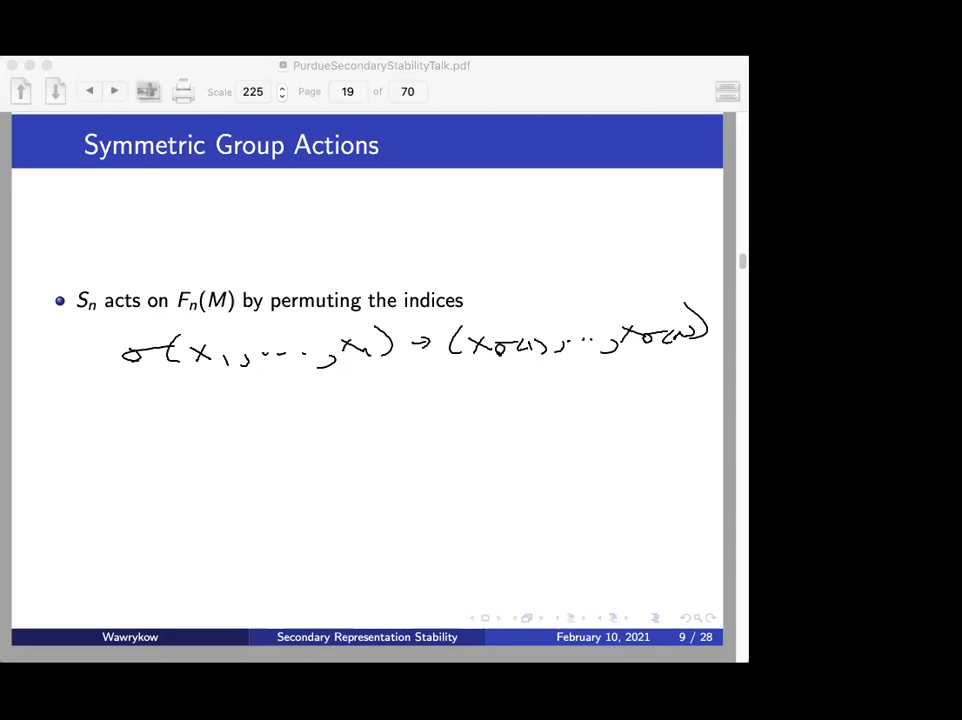 PurdueSecondaryStabilityTalk.pdf
Scale 225 Page 19 of 70
Symmetric Group Actions
Sₙ acts on Fₙ(M) by permuting the indices
σ(x₁, ..., xₙ) → (x_σ(1), ..., x_σ(n))
Wawrykow Secondary Representation Stability February 10, 2021 9 / 28